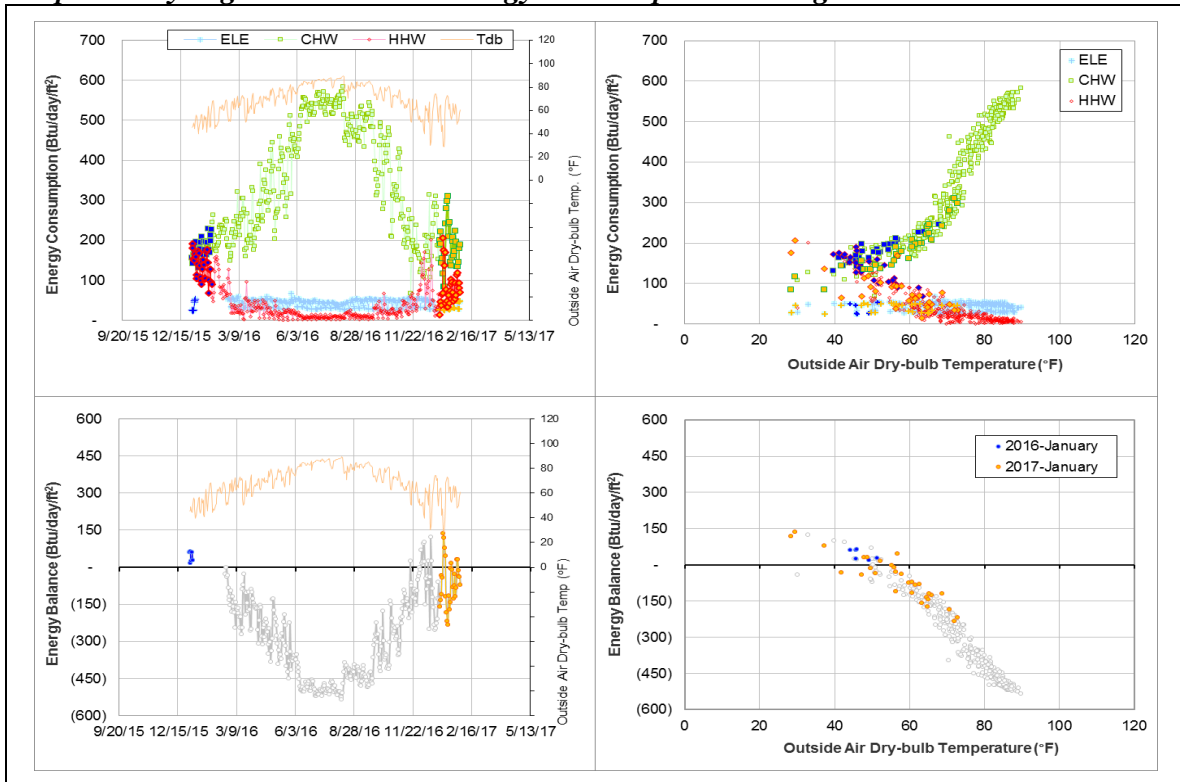 ELE CHW HHW Tdb
700
600
500
400
300
200
100
-
120
100
80
60
40
20
0
Energy Consumption (Btu/day/ft²)
Outside Air Dry-bulb Temp. (°F)
9/20/15 12/15/15 3/9/16 6/3/16 8/28/16 11/22/16 2/16/17 5/13/17
ELE
CHW
HHW
700
600
500
400
300
200
100
-
Energy Consumption (Btu/day/ft²)
0 20 40 60 80 100 120
Outside Air Dry-bulb Temperature (°F)
600
450
300
150
-
(150)
(300)
(450)
(600)
120
100
80
60
40
20
0
Energy Balance (Btu/day/ft²)
Outside Air Dry-bulb Temp (°F)
9/20/15 12/15/15 3/9/16 6/3/16 8/28/16 11/22/16 2/16/17 5/13/17
2016-January
2017-January
600
450
300
150
-
(150)
(300)
(450)
(600)
Energy Balance (Btu/day/ft²)
0 20 40 60 80 100 120
Outside Air Dry-bulb Temperature (°F)